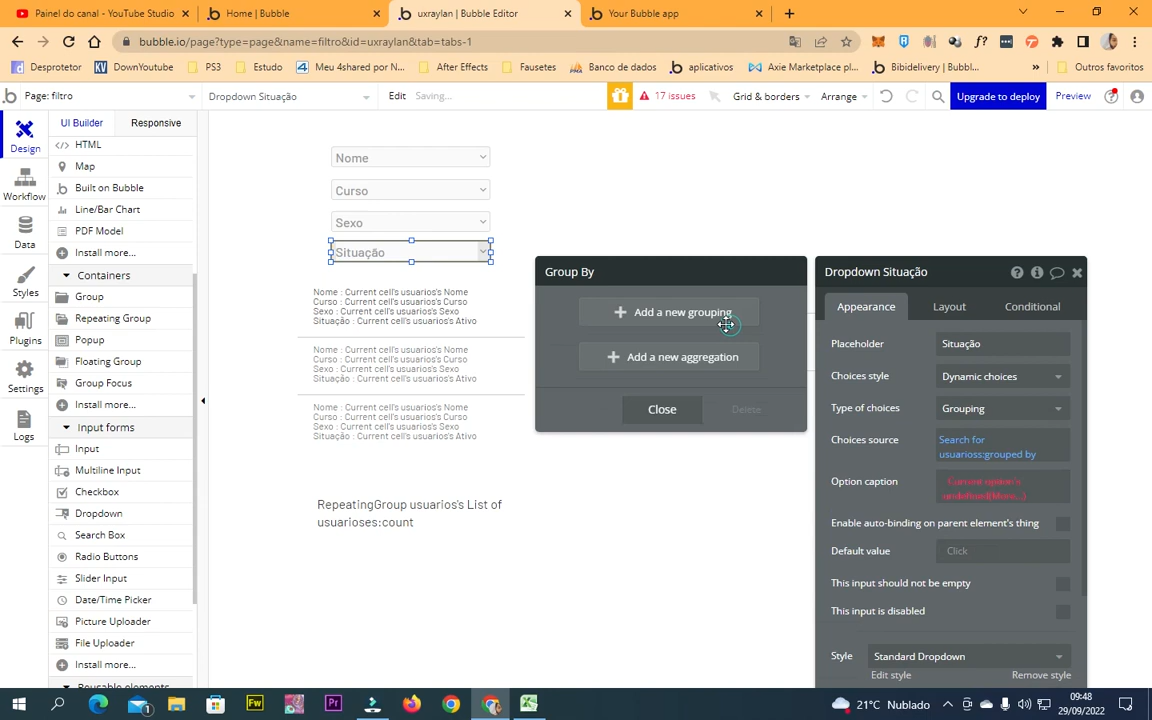 Painel do canal - YouTube Studio
Home | Bubble
uxraylan | Bubble Editor
Your Bubble app
bubble.io/page?type=page&name=filtro&id=uxraylan&tab=tabs-1
Desprotetor
DownYoutube
PS3
Estudo
Meu 4shared por N...
After Effects
Fausetes
Banco de dados
aplicativos
Axie Marketplace pl...
Bibidelivery | Bubbl...
Outros favoritos
Page: filtro
Dropdown Situação
Edit
Saving...
17 issues
Grid & borders
Arrange
Upgrade to deploy
Preview
Design
Workflow
Data
Styles
Plugins
Settings
Logs
UI Builder
Responsive
HTML
Map
Built on Bubble
Line/Bar Chart
PDF Model
Install more...
Containers
Group
Repeating Group
Popup
Floating Group
Group Focus
Install more...
Input forms
Input
Multiline Input
Checkbox
Dropdown
Search Box
Radio Buttons
Slider Input
Date/Time Picker
Picture Uploader
File Uploader
Install more...
Reusable elements
Nome
Curso
Sexo
Situação
Nome : Current cell's usuarios's Nome
Curso : Current cell's usuarios's Curso
Sexo : Current cell's usuarios's Sexo
Situação : Current cell's usuarios's Ativo
Nome : Current cell's usuarios's Nome
Curso : Current cell's usuarios's Curso
Sexo : Current cell's usuarios's Sexo
Situação : Current cell's usuarios's Ativo
Nome : Current cell's usuarios's Nome
Curso : Current cell's usuarios's Curso
Sexo : Current cell's usuarios's Sexo
Situação : Current cell's usuarios's Ativo
RepeatingGroup usuarios's List of
usuarioses:count
Group By
Add a new grouping
Add a new aggregation
Close
Delete
Dropdown Situação
Appearance
Layout
Conditional
Placeholder
Situação
Choices style
Dynamic choices
Type of choices
Grouping
Choices source
Search for
usuarioss:grouped by
Option caption
Current option's
undefined(More...)
Enable auto-binding on parent element's thing
Default value
Click
This input should not be empty
This input is disabled
Style
Standard Dropdown
Edit style
Remove style
21°C Nublado
09:48
29/09/2022